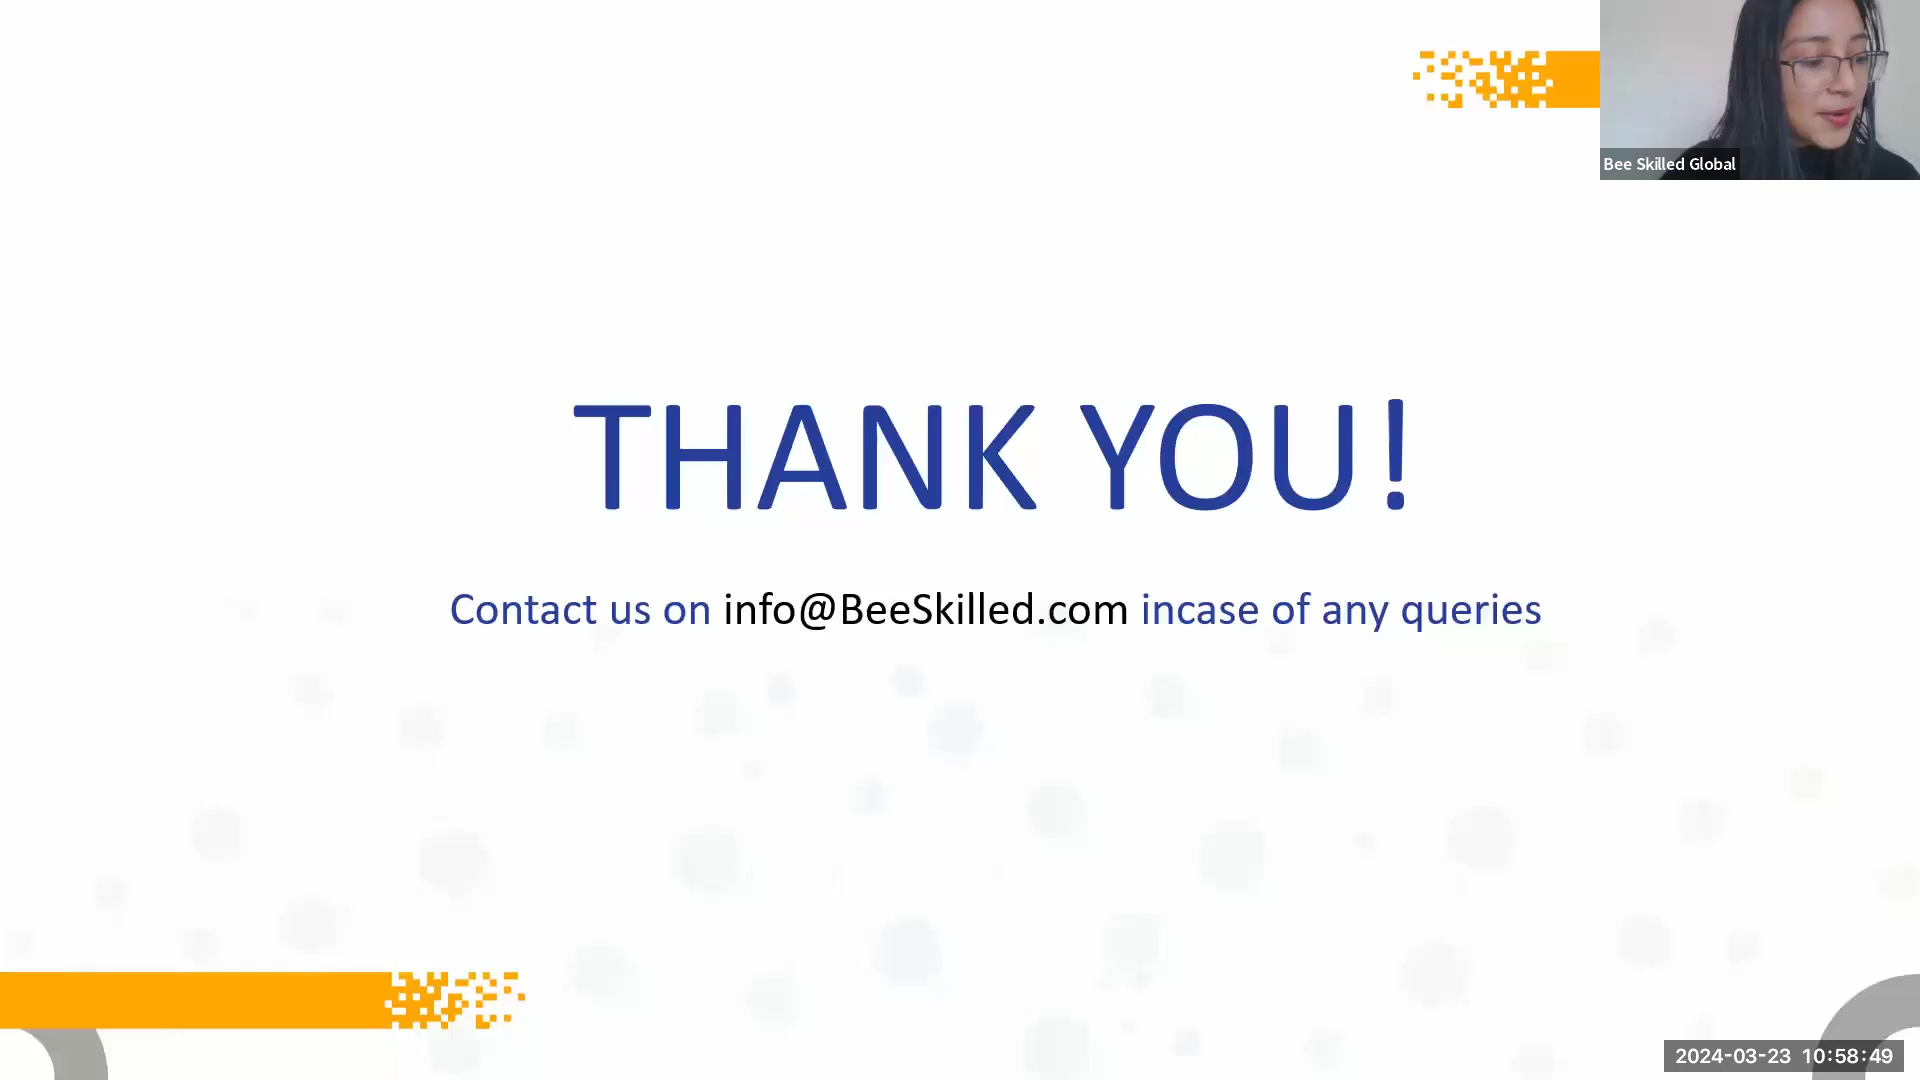 Bee Skilled Global
THANK YOU!
Contact us on info@BeeSkilled.com incase of any queries
2024-03-23 10:58:49